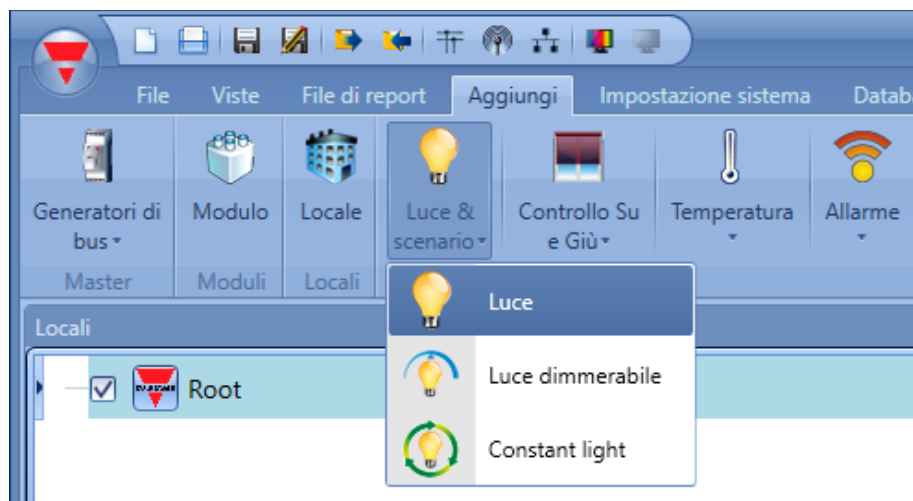 File
Viste
File di report
Aggiungi
Impostazione sistema
Datab
Generatori di
bus
Modulo
Locale
Luce &
scenario
Controllo Su
e Giù
Temperatura
Allarme
Master
Moduli
Locali
Luce
Locali
Luce dimmerabile
Root
Constant light